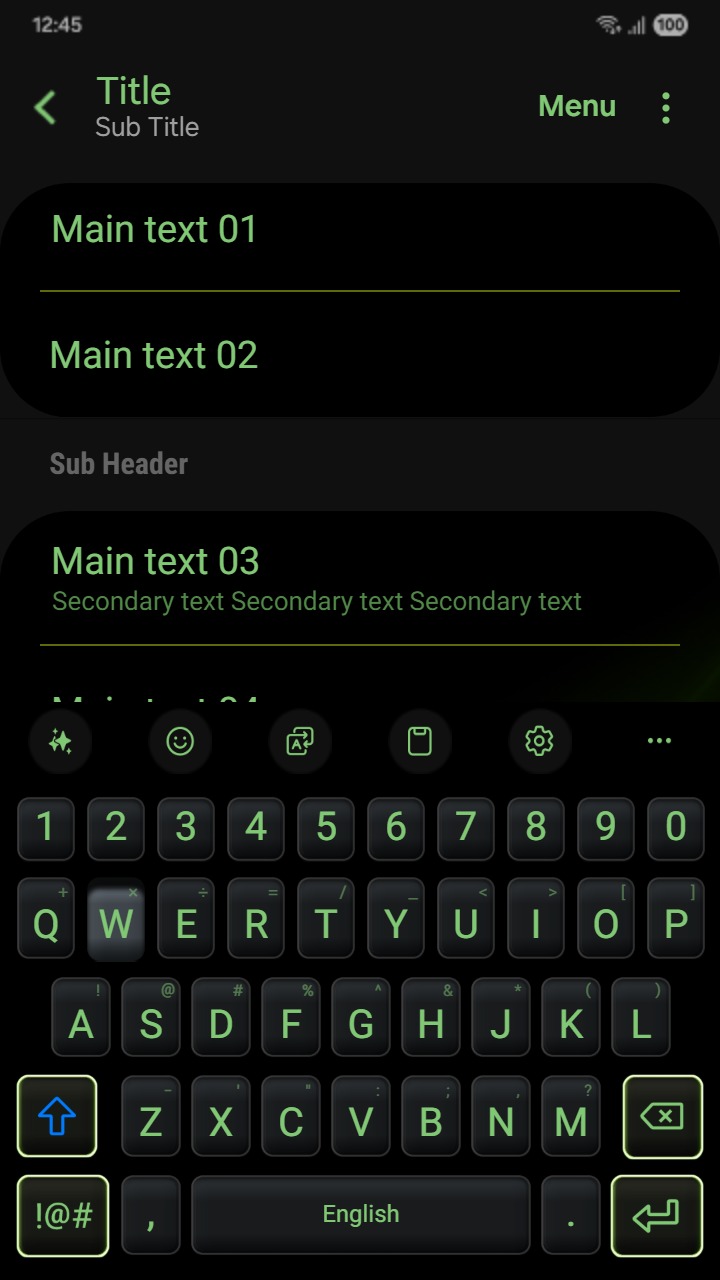 12:45
100
Title
Sub Title
Menu
Main text 01
Main text 02
Sub Header
Main text 03
Secondary text Secondary text Secondary text
1 2 3 4 5 6 7 8 9 0
+ × ÷ = / _ < > [ ]
Q W E R T Y U I O P
! @ # % ^ & * ( )
A S D F G H J K L
- ' " : ; , ?
Z X C V B N M
!@# , English .